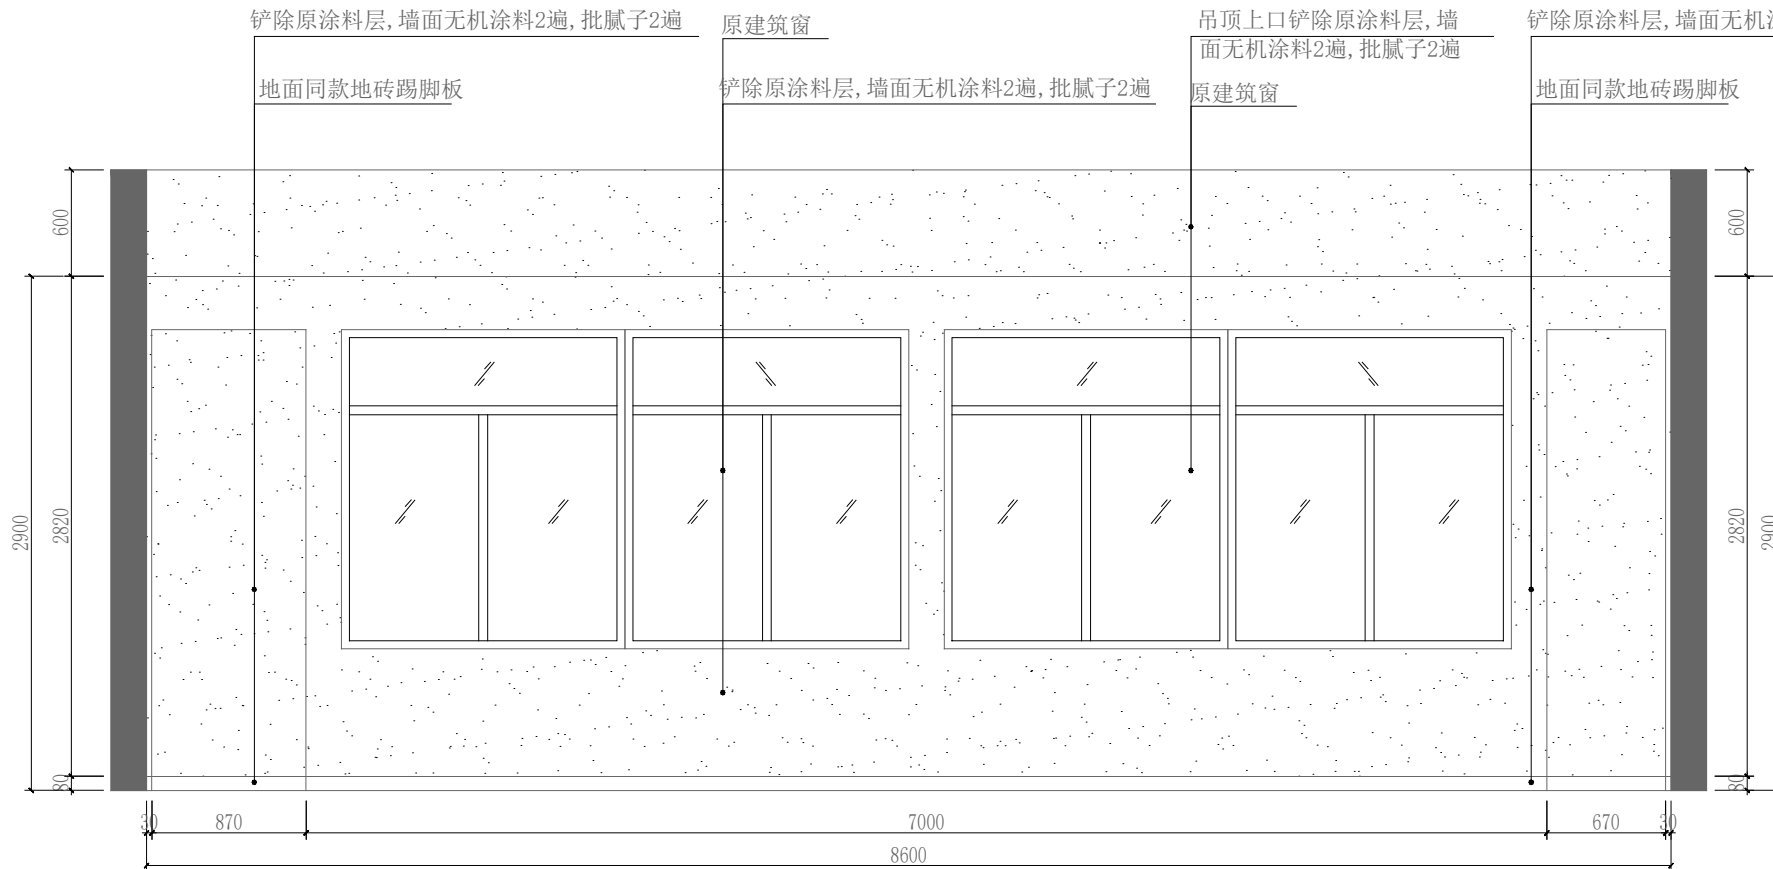 铲除原涂料层,墙面无机涂料2遍,批腻子2遍
原建筑窗
吊顶上口铲除原涂料层,墙
面无机涂料2遍,批腻子2遍
铲除原涂料层,墙面无机
地面同款地砖踢脚板
铲除原涂料层,墙面无机涂料2遍,批腻子2遍
原建筑窗
地面同款地砖踢脚板
600
600
2900
2820
2820
2900
80
80
30
870
7000
670
30
8600